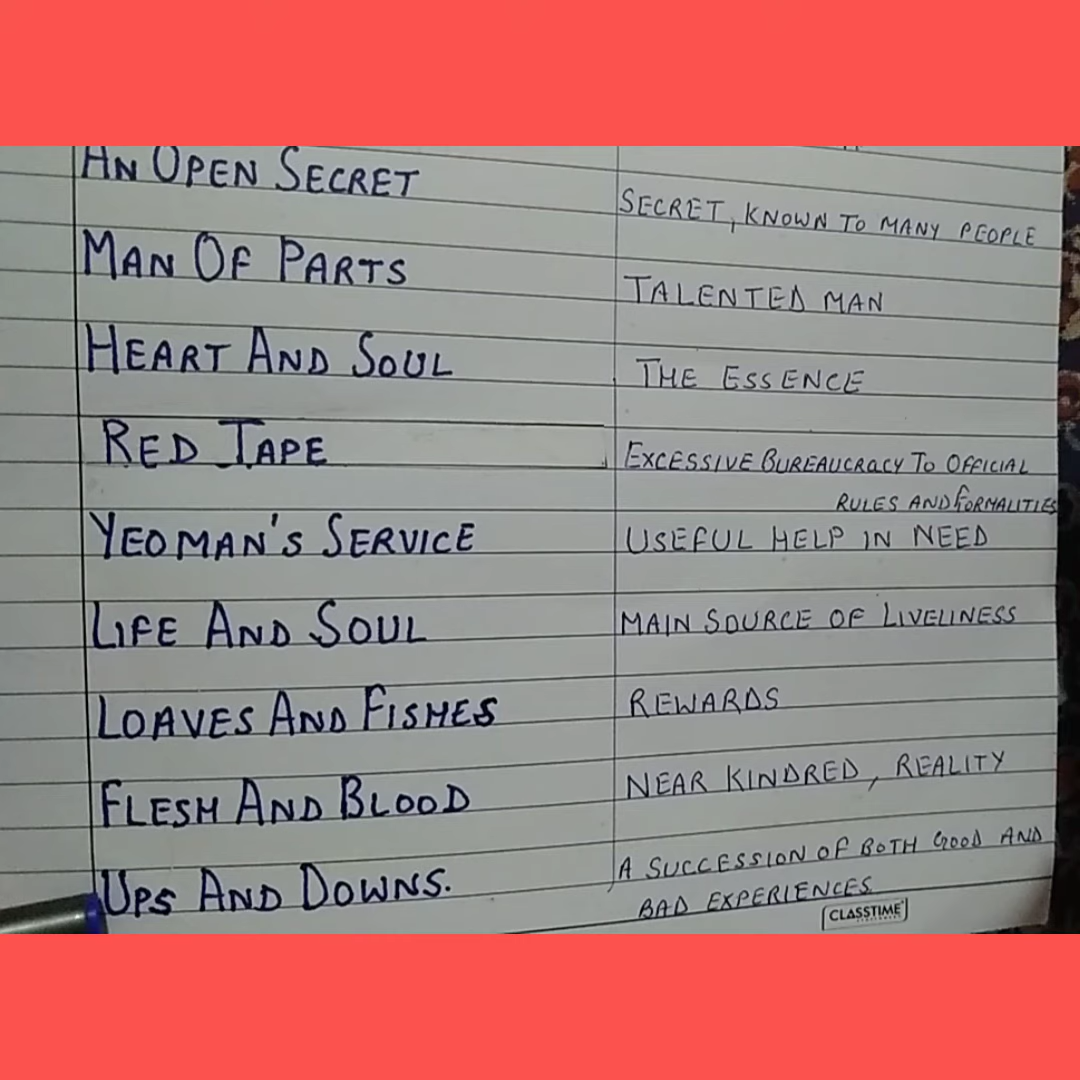 AN OPEN SECRET
SECRET, KNOWN TO MANY PEOPLE
MAN OF PARTS
TALENTED MAN
HEART AND SOUL
THE ESSENCE
RED TAPE
EXCESSIVE BUREAUCRACY TO OFFICIAL
RULES AND FORMALITIES
YEOMAN'S SERVICE
USEFUL HELP IN NEED
LIFE AND SOUL
MAIN SOURCE OF LIVELINESS
LOAVES AND FISHES
REWARDS
FLESH AND BLOOD
NEAR KINDRED, REALITY
UPS AND DOWNS.
A SUCCESSION OF BOTH GOOD AND
BAD EXPERIENCES
CLASSTIME